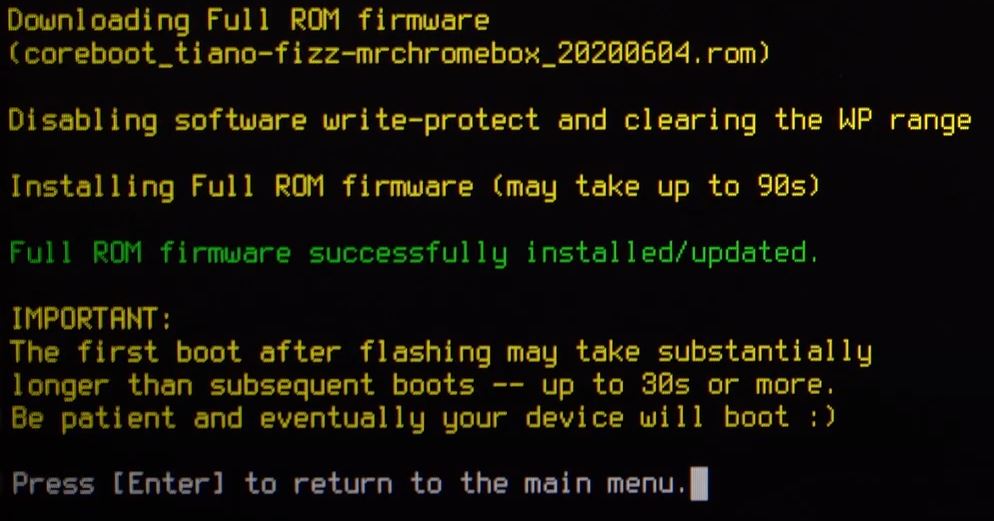 Downloading Full ROM firmware
(coreboot_tiano-fizz-mrchromebox_20200604.rom)
Disabling software write-protect and clearing the WP range
Installing Full ROM firmware (may take up to 90s)
Full ROM firmware successfully installed/updated.
IMPORTANT:
The first boot after flashing may take substantially
longer than subsequent boots -- up to 30s or more.
Be patient and eventually your device will boot :)
Press [Enter] to return to the main menu.